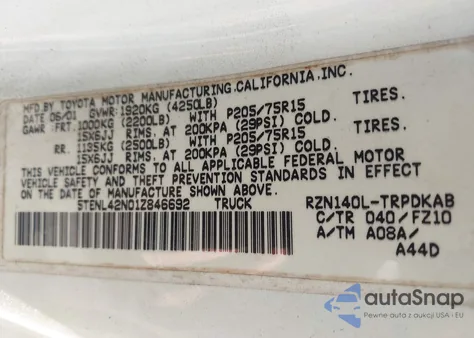 MFD. BY TOYOTA MOTOR MANUFACTURING, CALIFORNIA, INC.
DATE 06/01 GVWR: 1920KG (4250LB)
GAWR: FRT. 1000KG (2200LB) WITH P205/75R15 TIRES.
15X6JJ RIMS. AT 200KPA (29PSI) COLD.
RR. 1135KG (2500LB) WITH P205/75R15 TIRES.
15X6JJ RIMS. AT 200KPA (29PSI) COLD.
THIS VEHICLE CONFORMS TO ALL APPLICABLE FEDERAL MOTOR
VEHICLE SAFETY AND THEFT PREVENTION STANDARDS IN EFFECT
ON THE DATE OF MANUFACTURE SHOWN ABOVE.
5TENL42N01Z846692 TRUCK RZN140L-TRPDKAB
C/TR 040/FZ10
A/TM A08A/
A44D
autoSnap
Pewne auta z dostawą USA - EU